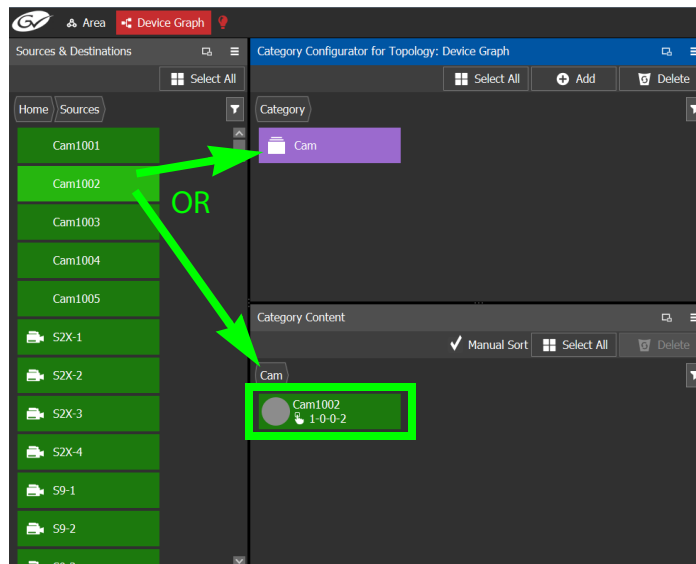 GV
Area
Device Graph
Sources & Destinations
Select All
Home
Sources
Cam1001
Cam1002
Cam1003
Cam1004
Cam1005
S2X-1
S2X-2
S2X-3
S2X-4
S9-1
S9-2
OR
Category Configurator for Topology: Device Graph
Select All
Add
Delete
Category
Cam
Category Content
Manual Sort
Select All
Delete
Cam
Cam1002
1-0-0-2